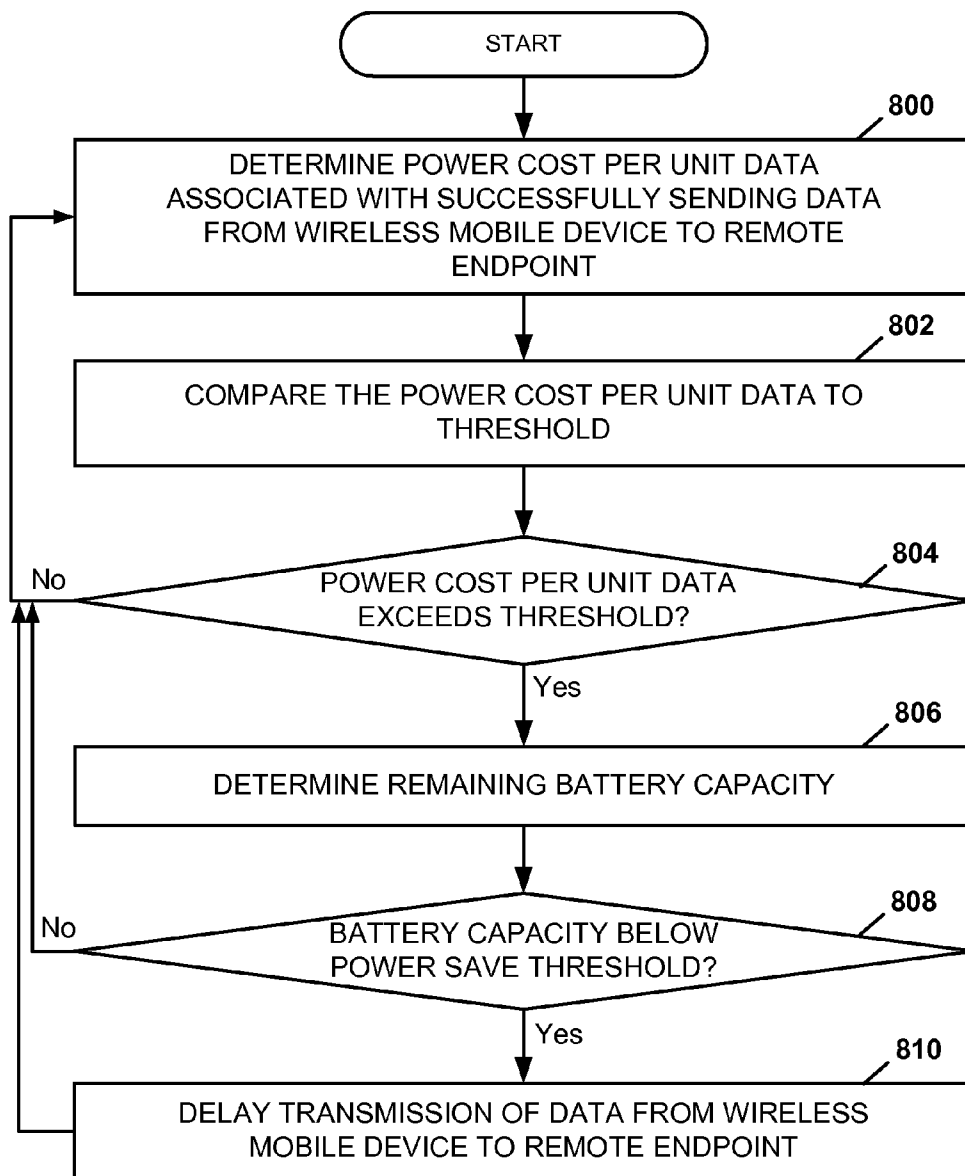 START
800
DETERMINE POWER COST PER UNIT DATA
ASSOCIATED WITH SUCCESSFULLY SENDING DATA
FROM WIRELESS MOBILE DEVICE TO REMOTE
ENDPOINT
802
COMPARE THE POWER COST PER UNIT DATA TO
THRESHOLD
804
No
POWER COST PER UNIT DATA
EXCEEDS THRESHOLD?
Yes
806
DETERMINE REMAINING BATTERY CAPACITY
808
No
BATTERY CAPACITY BELOW
POWER SAVE THRESHOLD?
Yes
810
DELAY TRANSMISSION OF DATA FROM WIRELESS
MOBILE DEVICE TO REMOTE ENDPOINT